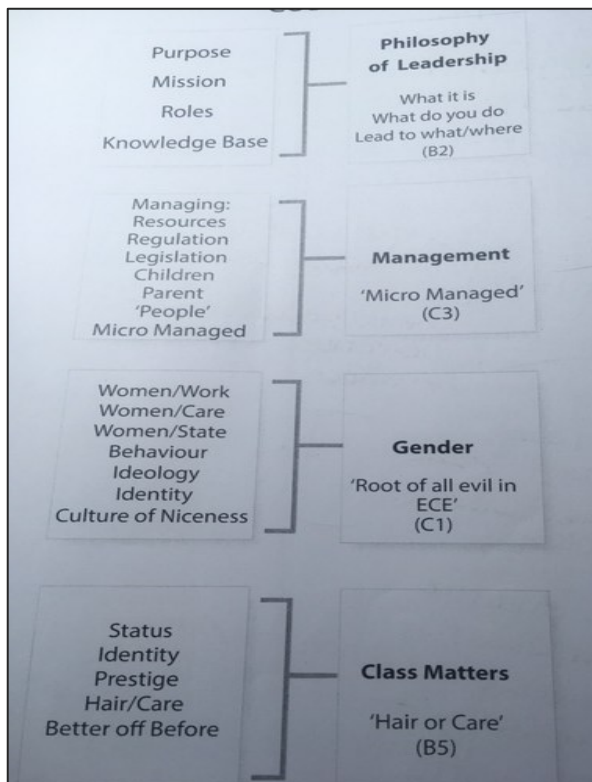 Purpose
Mission
Roles
Knowledge Base
Philosophy
of Leadership
What it is
What do you do
Lead to what/where
(B2)
Managing:
Resources
Regulation
Legislation
Children
Parent
'People'
Micro Managed
Management
'Micro Managed'
(C3)
Women/Work
Women/Care
Women/State
Behaviour
Ideology
Identity
Culture of Niceness
Gender
'Root of all evil in
ECE'
(C1)
Status
Identity
Prestige
Hair/Care
Better off Before
Class Matters
'Hair or Care'
(B5)